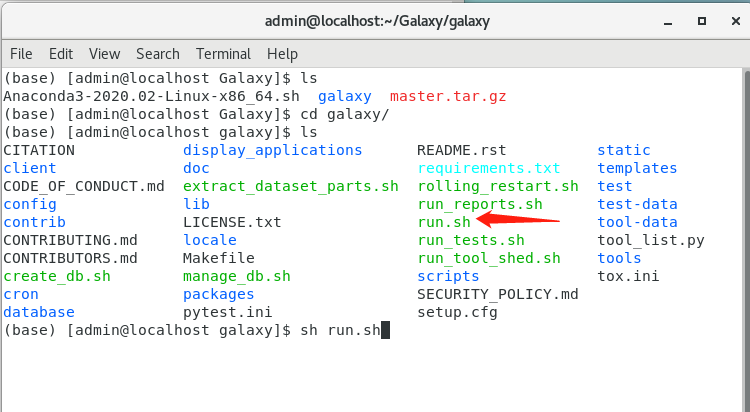 admin@localhost:~/Galaxy/galaxy
File Edit View Search Terminal Help
(base) [admin@localhost Galaxy]$ ls
Anaconda3-2020.02-Linux-x86_64.sh galaxy master.tar.gz
(base) [admin@localhost Galaxy]$ cd galaxy/
(base) [admin@localhost galaxy]$ ls
CITATION display_applications README.rst static
client doc requirements.txt templates
CODE_OF_CONDUCT.md extract_dataset_parts.sh rolling_restart.sh test
config lib run_reports.sh test-data
contrib LICENSE.txt run.sh tool-data
CONTRIBUTING.md locale run_tests.sh tool_list.py
CONTRIBUTORS.md Makefile run_tool_shed.sh tools
create_db.sh manage_db.sh scripts tox.ini
cron packages SECURITY_POLICY.md
database pytest.ini setup.cfg
(base) [admin@localhost galaxy]$ sh run.sh